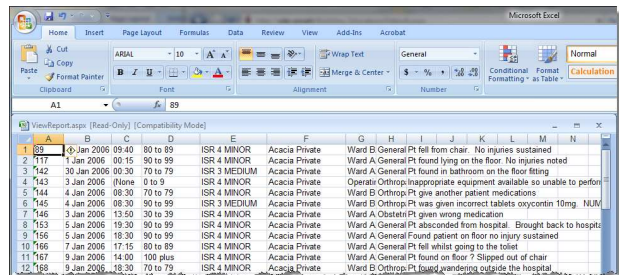 Microsoft Excel
Home Insert Page Layout Formulas Data Review View Add-Ins Acrobat
Cut
Copy
Format Painter
Paste
Clipboard
ARIAL 10 A A
B I U A
Font
Wrap Text
Merge & Center
Alignment
General
$ % , .0 .00 .00 .0
Number
Conditional Formatting
Format as Table
Normal
Calculation
A1 fx 89
ViewReport.aspx [Read-Only] [Compatibility Mode]
A B C D E F G H I J K L M N
1 89 Jan 2006 09:40 80 to 89 ISR 4 MINOR Acacia Private Ward B General Pt fell from chair. No injuries sustained
2 117 1 Jan 2006 00:15 90 to 99 ISR 4 MINOR Acacia Private Ward A General Pt found lying on the floor. No injuries noted
3 142 30 Jan 2006 00:30 70 to 79 ISR 3 MEDIUM Acacia Private Ward A General Pt found in bathroom on the floor fitting
4 143 3 Jan 2006 (None 0 to 9 ISR 4 MINOR Acacia Private Operatin Orthrop Inappropriate equipment available so unable to perfor
5 144 4 Jan 2006 08:30 70 to 79 ISR 4 MINOR Acacia Private Ward B Orthrop Pt give another patient medications
6 145 4 Jan 2006 08:30 90 to 99 ISR 3 MEDIUM Acacia Private Ward B Orthrop Pt was given incorrect tablets oxycontin 10mg. NUM
7 146 3 Jan 2006 13:50 30 to 39 ISR 4 MINOR Acacia Private Ward A Obstetri Pt given wrong medication
8 153 5 Jan 2006 19:30 90 to 99 ISR 4 MINOR Acacia Private Ward A General Pt absconded from hospital. Brought back to hospita
9 156 5 Jan 2006 18:30 90 to 99 ISR 4 MINOR Acacia Private Ward A General Found patient on floor no injury sustained
10 166 7 Jan 2006 17:15 80 to 89 ISR 4 MINOR Acacia Private Ward A General Pt fell whilst going to the toilet
11 167 9 Jan 2006 14:00 100 plus ISR 4 MINOR Acacia Private Ward A General Pt found on floor ? Slipped out of chair
12 168 9 Jan 2006 18:30 70 to 79 ISR 4 MINOR Acacia Private Ward A Orthrop Pt found wandering outside the hospital